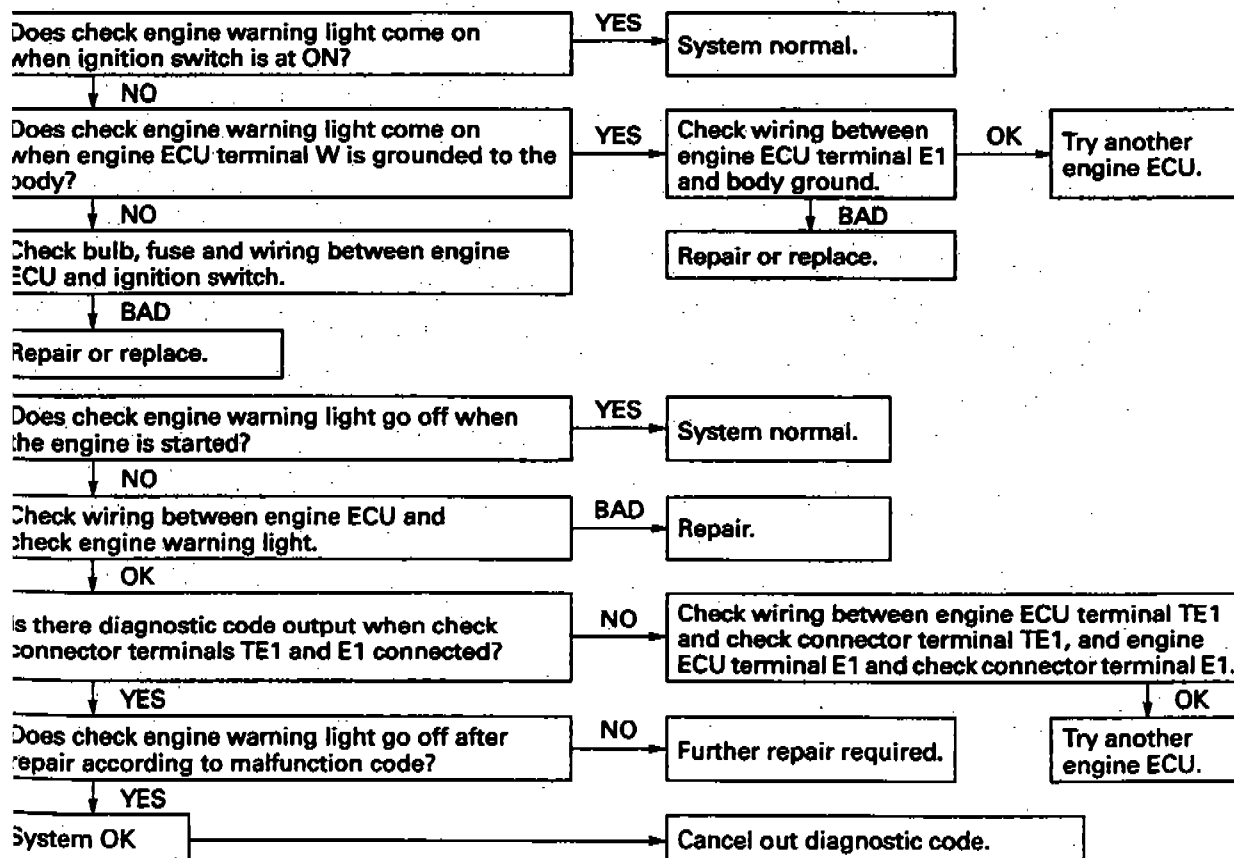 Does check engine warning light come on
when ignition switch is at ON?
YES
System normal.
NO
Does check engine warning light come on
when engine ECU terminal W is grounded to the
body?
YES
Check wiring between
engine ECU terminal E1
and body ground.
OK
Try another
engine ECU.
NO
BAD
Check bulb, fuse and wiring between engine
ECU and ignition switch.
Repair or replace.
BAD
Repair or replace.
Does check engine warning light go off when
the engine is started?
YES
System normal.
NO
Check wiring between engine ECU and
check engine warning light.
BAD
Repair.
OK
Is there diagnostic code output when check
connector terminals TE1 and E1 connected?
NO
Check wiring between engine ECU terminal TE1
and check connector terminal TE1, and engine
ECU terminal E1 and check connector terminal E1.
YES
OK
Does check engine warning light go off after
repair according to malfunction code?
NO
Further repair required.
Try another
engine ECU.
YES
System OK
Cancel out diagnostic code.